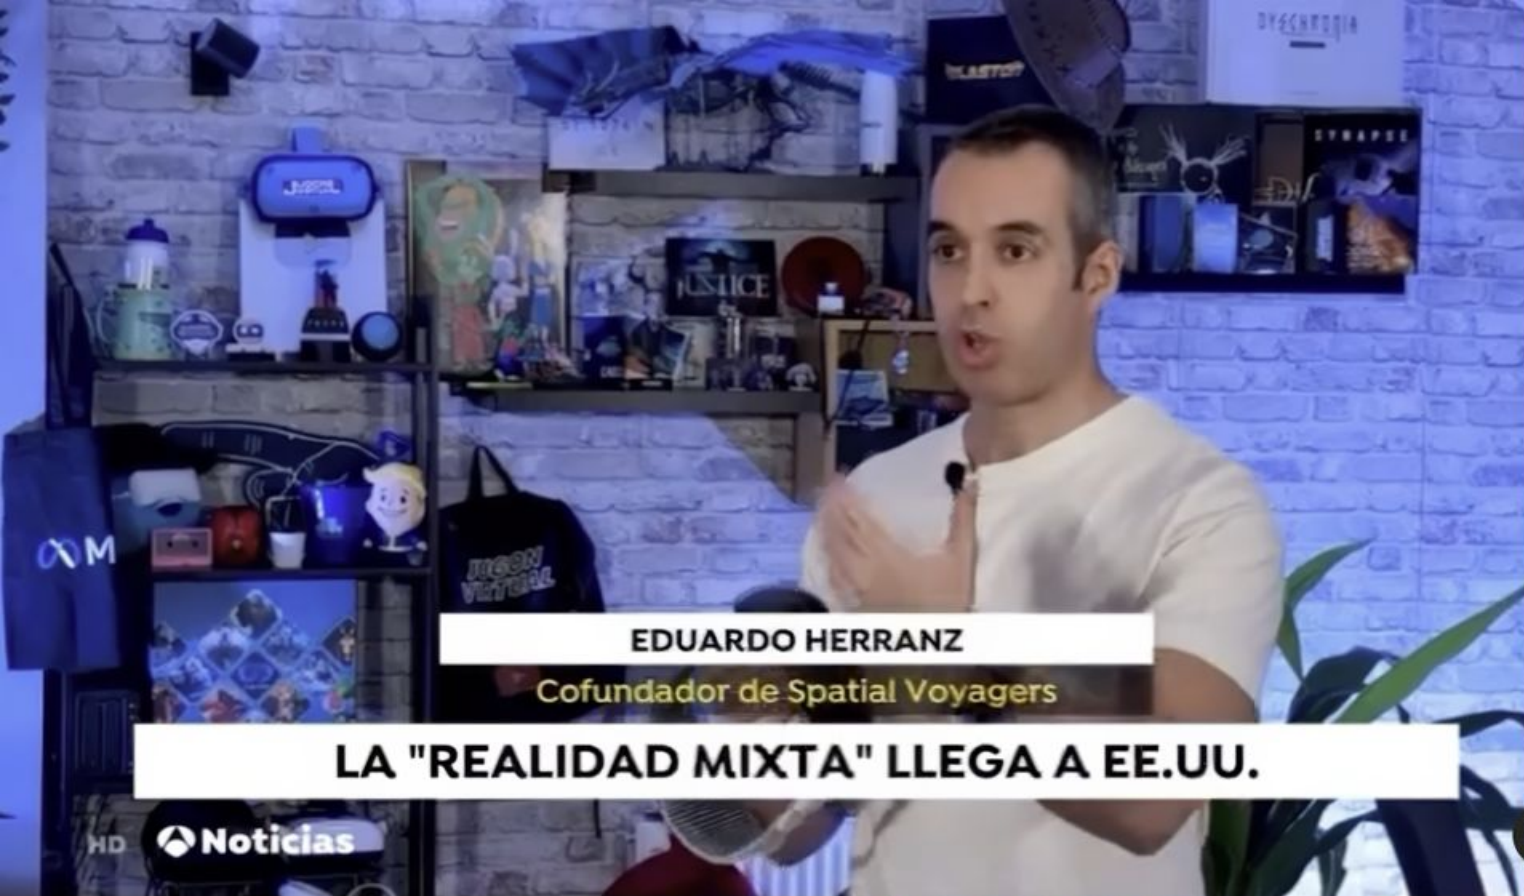 DYSCHRONIA
BLASTON
SYNAPSE
JUGON
VIRTUAL
JUSTICE
M
JUGON
VIRTUAL
EDUARDO HERRANZ
Cofundador de Spatial Voyagers
LA "REALIDAD MIXTA" LLEGA A EE.UU.
HD
Noticias